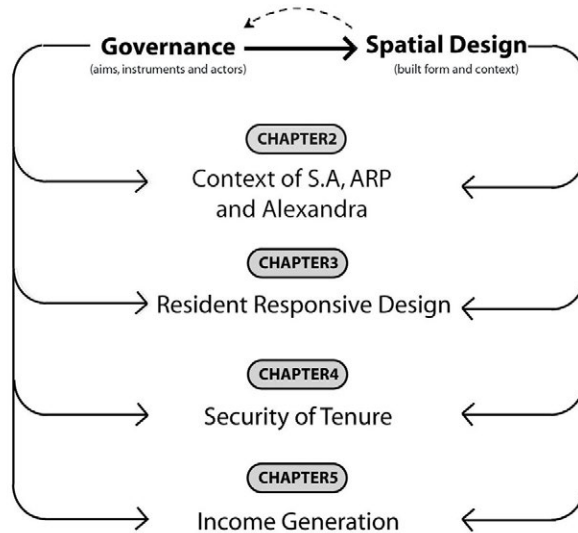 Governance
(aims, instruments and actors)
Spatial Design
(built form and context)
CHAPTER2
Context of S.A, ARP
and Alexandra
CHAPTER3
Resident Responsive Design
CHAPTER4
Security of Tenure
CHAPTER5
Income Generation